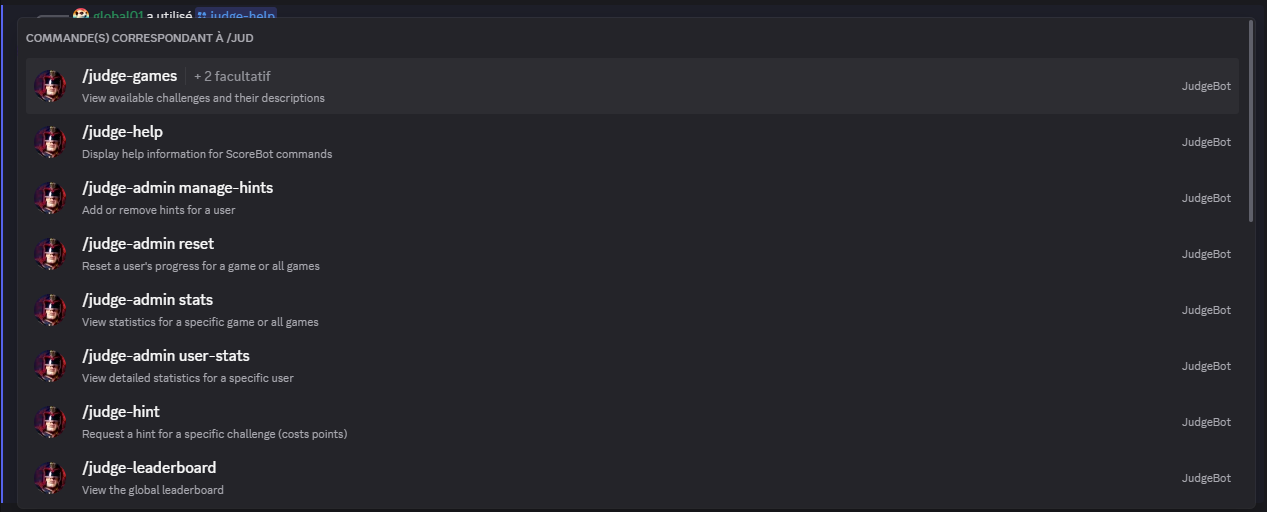 global01 a utilisé judge-help
COMMANDE(S) CORRESPONDANT À /JUD
/judge-games + 2 facultatif
View available challenges and their descriptions
JudgeBot
/judge-help
Display help information for ScoreBot commands
JudgeBot
/judge-admin manage-hints
Add or remove hints for a user
JudgeBot
/judge-admin reset
Reset a user's progress for a game or all games
JudgeBot
/judge-admin stats
View statistics for a specific game or all games
JudgeBot
/judge-admin user-stats
View detailed statistics for a specific user
JudgeBot
/judge-hint
Request a hint for a specific challenge (costs points)
JudgeBot
/judge-leaderboard
View the global leaderboard
JudgeBot